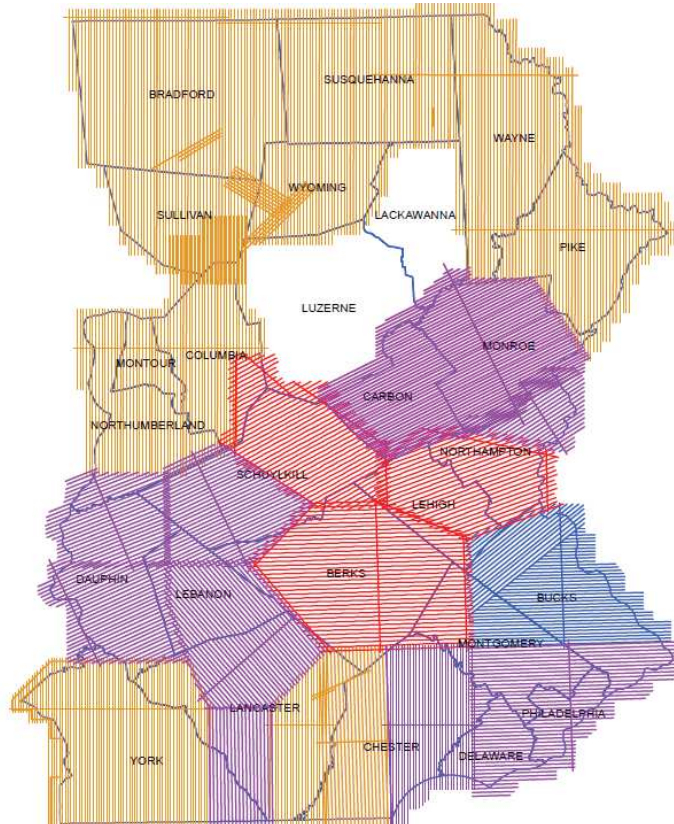 SUSQUEHANNA
BRADFORD
WAYNE
WYOMING
SULLIVAN
LACKAWANNA
PIKE
LUZERNE
MONROE
COLUMBIA
MONTOUR
CARBON
NORTHUMBERLAND
NORTHAMPTON
SCHUYLKILL
LEHIGH
BERKS
DAUPHIN
LEBANON
BUCKS
MONTGOMERY
LANCASTER
PHILADELPHIA
CHESTER
DELAWARE
YORK